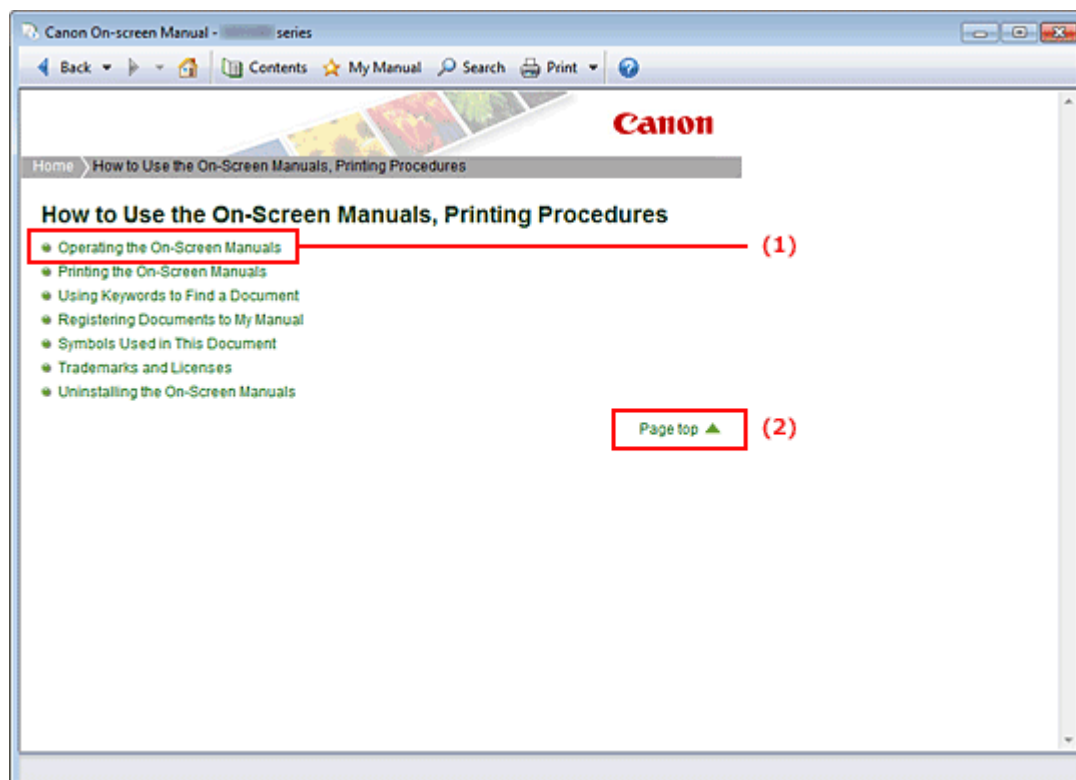 Canon On-screen Manual - series
Back Contents My Manual Search Print
Canon
Home How to Use the On-Screen Manuals, Printing Procedures
How to Use the On-Screen Manuals, Printing Procedures
Operating the On-Screen Manuals (1)
Printing the On-Screen Manuals
Using Keywords to Find a Document
Registering Documents to My Manual
Symbols Used in This Document
Trademarks and Licenses
Uninstalling the On-Screen Manuals
Page top (2)